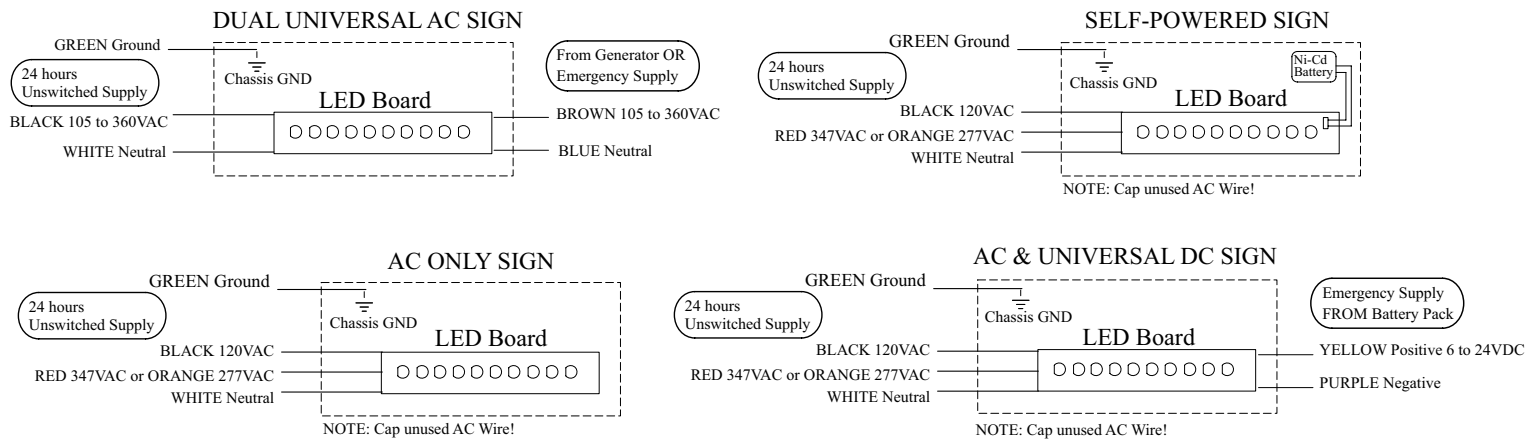 DUAL UNIVERSAL AC SIGN
GREEN Ground
24 hours
Unswitched Supply
Chassis GND
From Generator OR
Emergency Supply
LED Board
BLACK 105 to 360VAC
BROWN 105 to 360VAC
WHITE Neutral
BLUE Neutral
SELF-POWERED SIGN
GREEN Ground
24 hours
Unswitched Supply
Chassis GND
Ni-Cd
Battery
LED Board
BLACK 120VAC
RED 347VAC or ORANGE 277VAC
WHITE Neutral
NOTE: Cap unused AC Wire!
AC ONLY SIGN
GREEN Ground
24 hours
Unswitched Supply
Chassis GND
LED Board
BLACK 120VAC
RED 347VAC or ORANGE 277VAC
WHITE Neutral
NOTE: Cap unused AC Wire!
AC & UNIVERSAL DC SIGN
GREEN Ground
24 hours
Unswitched Supply
Chassis GND
Emergency Supply
FROM Battery Pack
LED Board
BLACK 120VAC
YELLOW Positive 6 to 24VDC
RED 347VAC or ORANGE 277VAC
PURPLE Negative
WHITE Neutral
NOTE: Cap unused AC Wire!